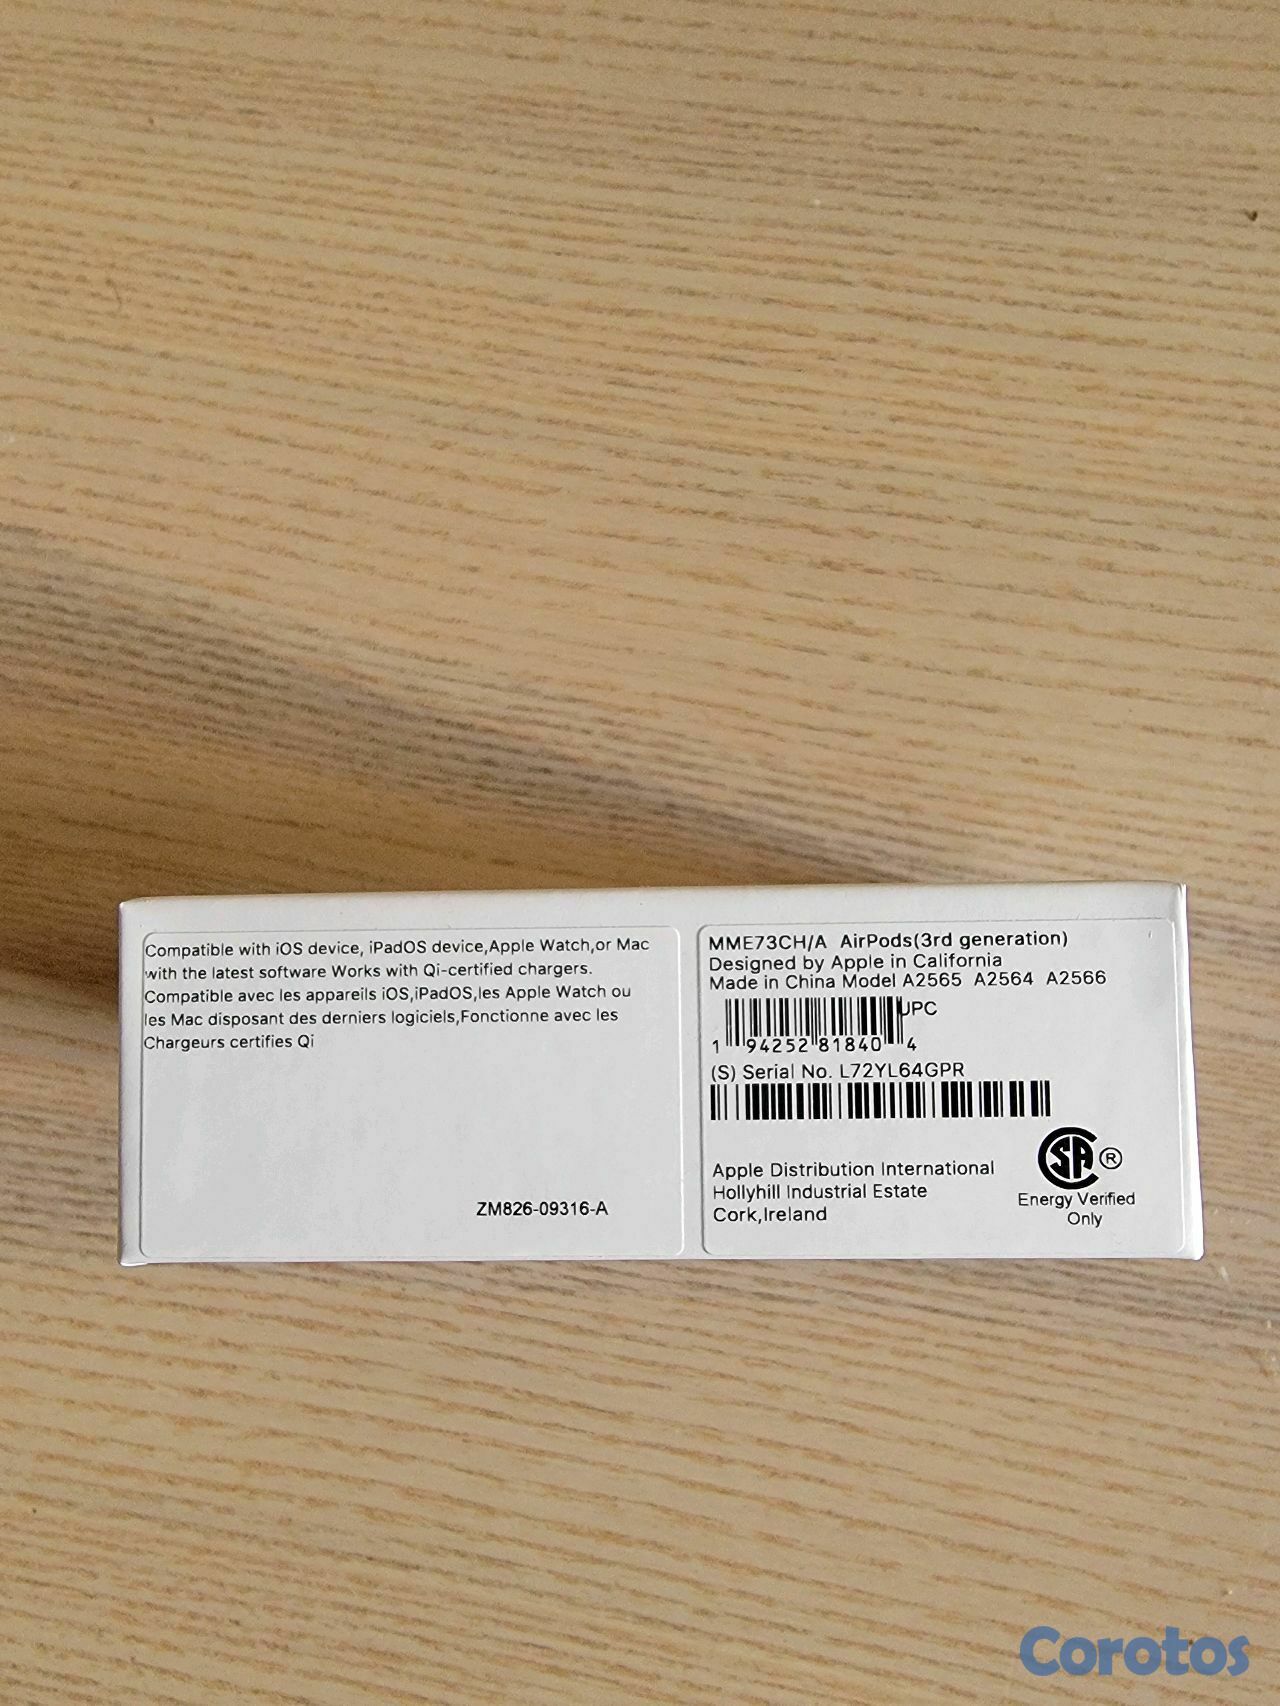 Compatible with iOS device, iPadOS device,Apple Watch,or Mac
with the latest software Works with Qi-certified chargers.
Compatible avec les appareils iOS,iPadOS,les Apple Watch ou
les Mac disposant des derniers logiciels,Fonctionne avec les
Chargeurs certifies Qi
ZM826-09316-A
MME73CH/A AirPods(3rd generation)
Designed by Apple in California
Made in China Model A2565 A2564 A2566
UPC
1 94252 81840 4
(S) Serial No. L72YL64GPR
Apple Distribution International
Hollyhill Industrial Estate
Cork,Ireland
SA ®
Energy Verified
Only
Corotos